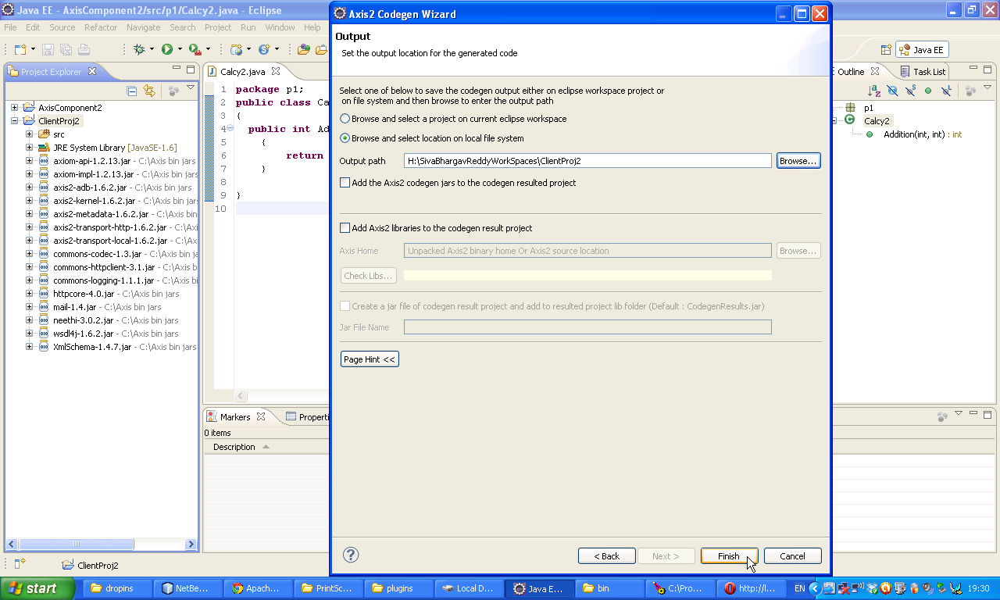 Java EE - AxisComponent2/src/p1/Calcy2.java - Eclipse
File Edit Source Refactor Navigate Search Help
Java EE
Project Explorer
AxisComponent2
ClientProj2
src
JRE System Library [JavaSE-1.6]
axiom-api-1.2.13.jar - C:\Axis bin j
axiom-impl-1.2.13.jar - C:\Axis bin
axis2-adb-1.6.2.jar - C:\Axis bin ja
axis2-kernel-1.6.2.jar - C:\Axis bin
axis2-metadata-1.6.2.jar - C:\Axis
axis2-transport-http-1.6.2.jar - C:\Axi
axis2-transport-local-1.6.2.jar - C:\Ax
commons-codec-1.3.jar - C:\Axis bin
commons-httpclient-3.1.jar - C:\Axis
commons-logging-1.1.1.jar - C:\Axis b
httpcore-4.0.jar - C:\Axis bin jars
mail-1.4.jar - C:\Axis bin jars
neethi-3.0.2.jar - C:\Axis bin jars
wsdl4j-1.6.2.jar - C:\Axis bin jars
XmlSchema-1.4.7.jar - C:\Axis bin jars
Calcy2.java
1 package p1;
2 public class Ca
3 {
4 public int Ad
5 {
6 return
7 }
8
9 }
10
Axis2 Codegen Wizard
Output
Set the output location for the generated code
Select one of below to save the codegen output either on eclipse workspace project or
on file system and then browse to enter the output path
Browse and select a project on current eclipse workspace
Browse and select location on local file system
Output path H:\SivaBhargavReddyWorkSpaces\ClientProj2 Browse...
Add the Axis2 codegen jars to the codegen resulted project
Add Axis2 libraries to the codegen result project
Axis Home Unpacked Axis2 binary home Or Axis2 source location Browse...
Check Libs...
Create a jar file of codegen result project and add to resulted project lib folder (Default : CodegenResults.jar)
Jar File Name
Page Hint <<
< Back Next > Finish Cancel
Outline Task List
p1
Calcy2
Addition(int, int) : int
Markers Properti
0 items
Description
ClientProj2
start dropins NetBe... Apach... PrintSc... plugins Local D... Java E... bin C:\Pro... http://l... EN 19:30